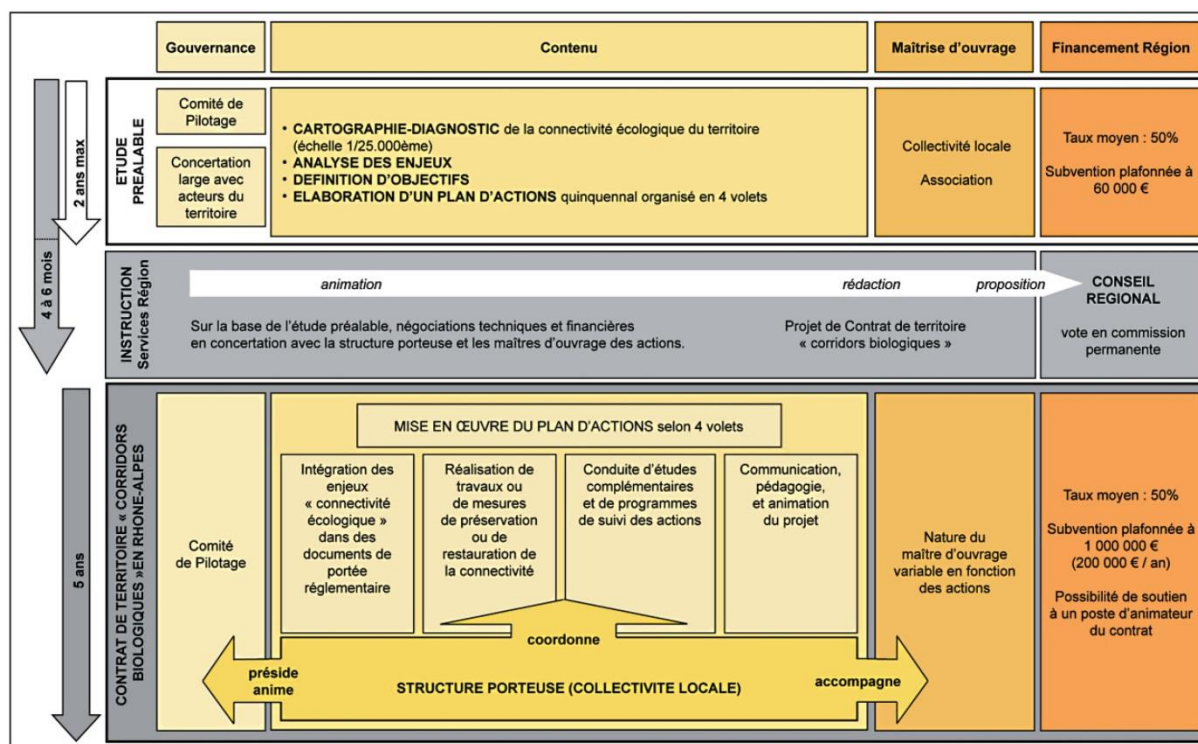 Gouvernance
Contenu
Maîtrise d'ouvrage
Financement Région
2 ans max
4 à 6 mois
ETUDE
PREALABLE
Comité de
Pilotage
Concertation
large avec
acteurs du
territoire
• CARTOGRAPHIE-DIAGNOSTIC de la connectivité écologique du territoire
(échelle 1/25.000ème)
• ANALYSE DES ENJEUX
• DEFINITION D'OBJECTIFS
• ELABORATION D'UN PLAN D'ACTIONS quinquennal organisé en 4 volets
Collectivité locale
Association
Taux moyen : 50%
Subvention plafonnée à
60 000 €
INSTRUCTION
Services Région
animation
rédaction
proposition
Sur la base de l'étude préalable, négociations techniques et financières
en concertation avec la structure porteuse et les maîtres d'ouvrage des actions.
Projet de Contrat de territoire
« corridors biologiques »
CONSEIL
REGIONAL
vote en commission
permanente
5 ans
CONTRAT DE TERRITOIRE « CORRIDORS
BIOLOGIQUES »EN RHONE-ALPES
Comité
de Pilotage
MISE EN ŒUVRE DU PLAN D'ACTIONS selon 4 volets
Intégration des
enjeux
« connectivité
écologique »
dans des
documents de
portée
réglementaire
Réalisation de
travaux ou
de mesures
de préservation
ou de
restauration de
la connectivité
Conduite d'études
complémentaires
et de programmes
de suivi des actions
Communication,
pédagogie,
et animation
du projet
Nature du
maître d'ouvrage
variable en fonction
des actions
Taux moyen : 50%
Subvention plafonnée à
1 000 000 €
(200 000 € / an)
Possibilité de soutien
à un poste d'animateur
du contrat
coordonne
préside
anime
STRUCTURE PORTEUSE (COLLECTIVITE LOCALE)
accompagne